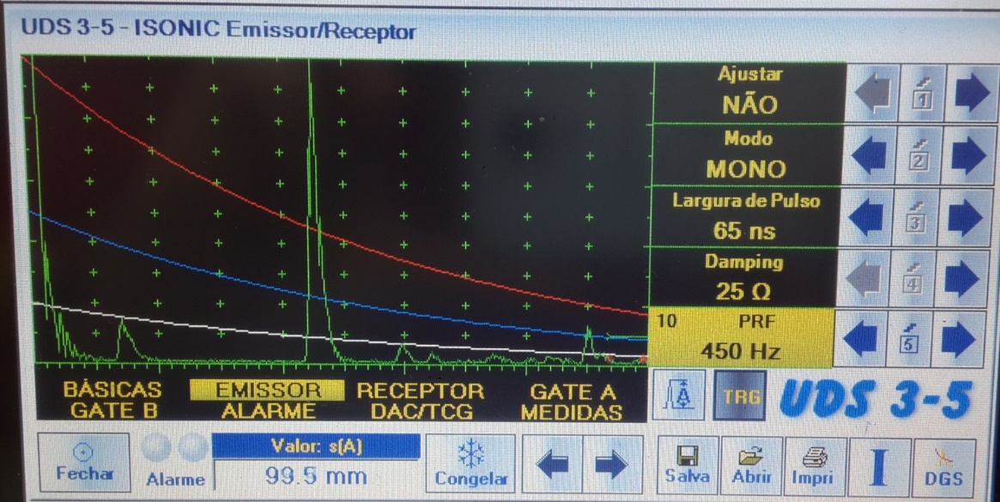 UDS 3-5 - ISONIC Emissor/Receptor
Ajustar
NÃO
1
Modo
MONO
2
Largura de Pulso
65 ns
3
Damping
25 Ω
4
10 PRF
450 Hz
5
BÁSICAS EMISSOR RECEPTOR GATE A
GATE B ALARME DAC/TCG MEDIDAS
A
TRG
UDS 3-5
Fechar
Alarme
Valor: s(A)
99.5 mm
Congelar
Salva
Abrir
Impri
I
DGS